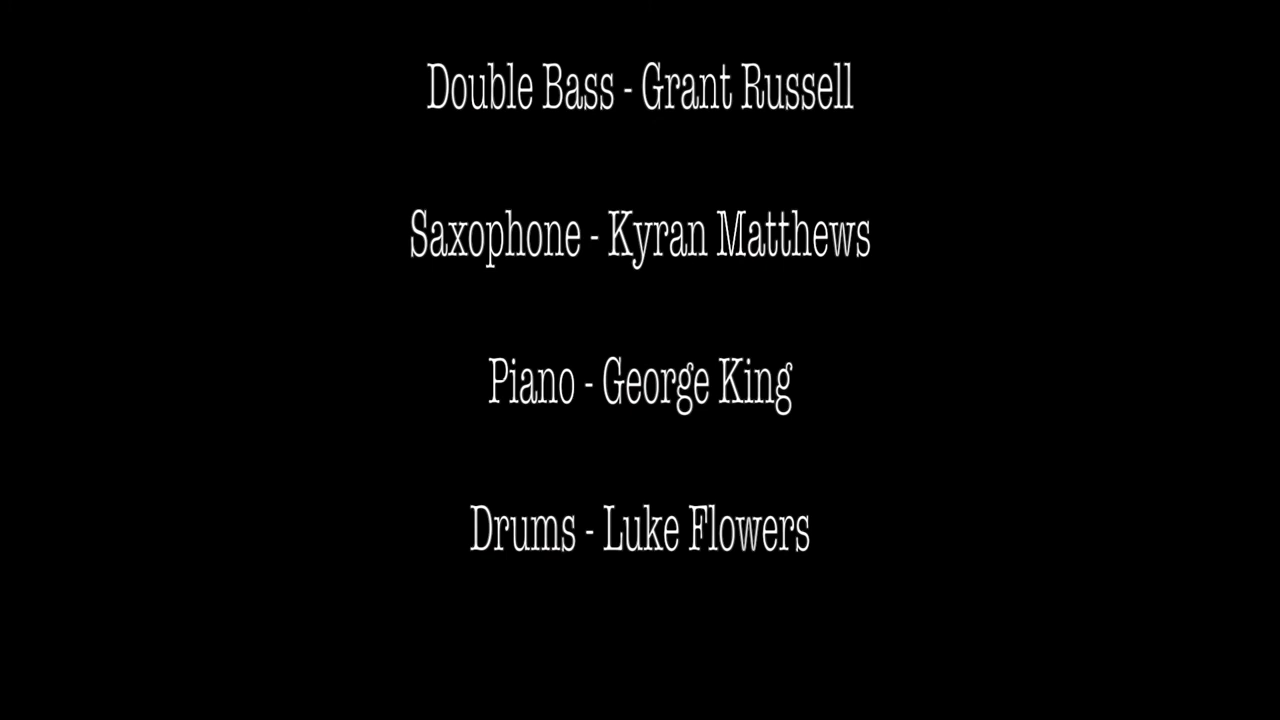 Double Bass - Grant Russell
Saxophone - Kyran Matthews
Piano - George King
Drums - Luke Flowers